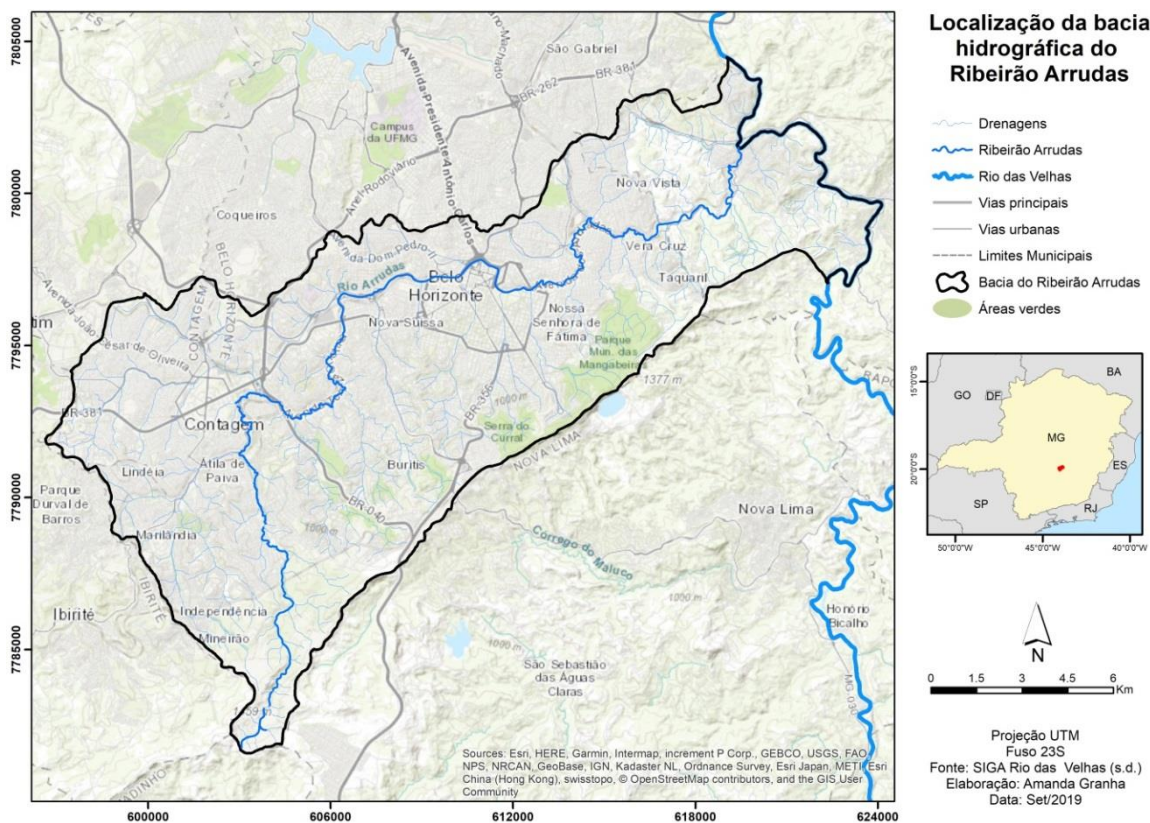 Localização da bacia
hidrográfica do
Ribeirão Arrudas
Drenagens
Ribeirão Arrudas
Rio das Velhas
Vias principais
Vias urbanas
Limites Municipais
Bacia do Ribeirão Arrudas
Áreas verdes
7805000
7800000
7795000
7790000
7785000
600000
606000
612000
618000
624000
São Gabriel
BR-381
BR-262
Avenida-Presidente-Antônio-Carlos
Campus
da UFMG
Anel-Rodoviário
Coqueiros
Nova Vista
Vera Cruz
Taquaril
Rio Arrudas
Belo
Horizonte
BELO HORIZONTE
CONTAGEM
Nova Suíssa
Nossa
Senhora de
Fátima
Parque
Mun. das
Mangabeiras
1377 m
BR-356
1000 m
Serra do
Curral
NOVA LIMA
BR-381
Contagem
Lindéia
Átila de
Paiva
Buritis
Parque
Durval de
Barros
1000 m
BR-040
Nova Lima
Marilândia
Córrego do
Maluco
1000 m
IBIRITÉ
Ibirité
Independência
Mineirão
Honório
Bicalho
1000 m
São Sebastião
das Águas
Claras
MG-030
Sources: Esri, HERE, Garmin, Intermap, increment P Corp., GEBCO, USGS, FAO,
NPS, NRCAN, GeoBase, IGN, Kadaster NL, Ordnance Survey, Esri Japan, METI, Esri
China (Hong Kong), swisstopo, © OpenStreetMap contributors, and the GIS User
Community
15°0'0"S
20°0'0"S
GO
DF
BA
MG
ES
SP
RJ
50°0'0"W
45°0'0"W
40°0'0"W
N
0 1.5 3 4.5 6
Km
Projeção UTM
Fuso 23S
Fonte: SIGA Rio das Velhas (s.d.)
Elaboração: Amanda Granha
Data: Set/2019